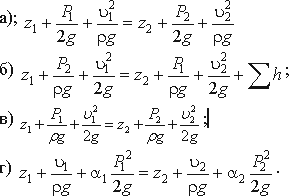 а); z₁ + P₁/2g + υ₁²/ρg = z₂ + P₂/2g + υ₂²/ρg
б) z₁ + P₂/ρg + υ₁²/2g = z₂ + P₁/ρg + υ₂²/2g + ∑h ;
в) z₁ + P₁/ρg + υ₁²/2g = z₂ + P₂/ρg + υ₂²/2g ;
г) z₁ + υ₁/ρg + α₁ P₁²/2g = z₂ + υ₂/ρg + α₂ P₂²/2g .